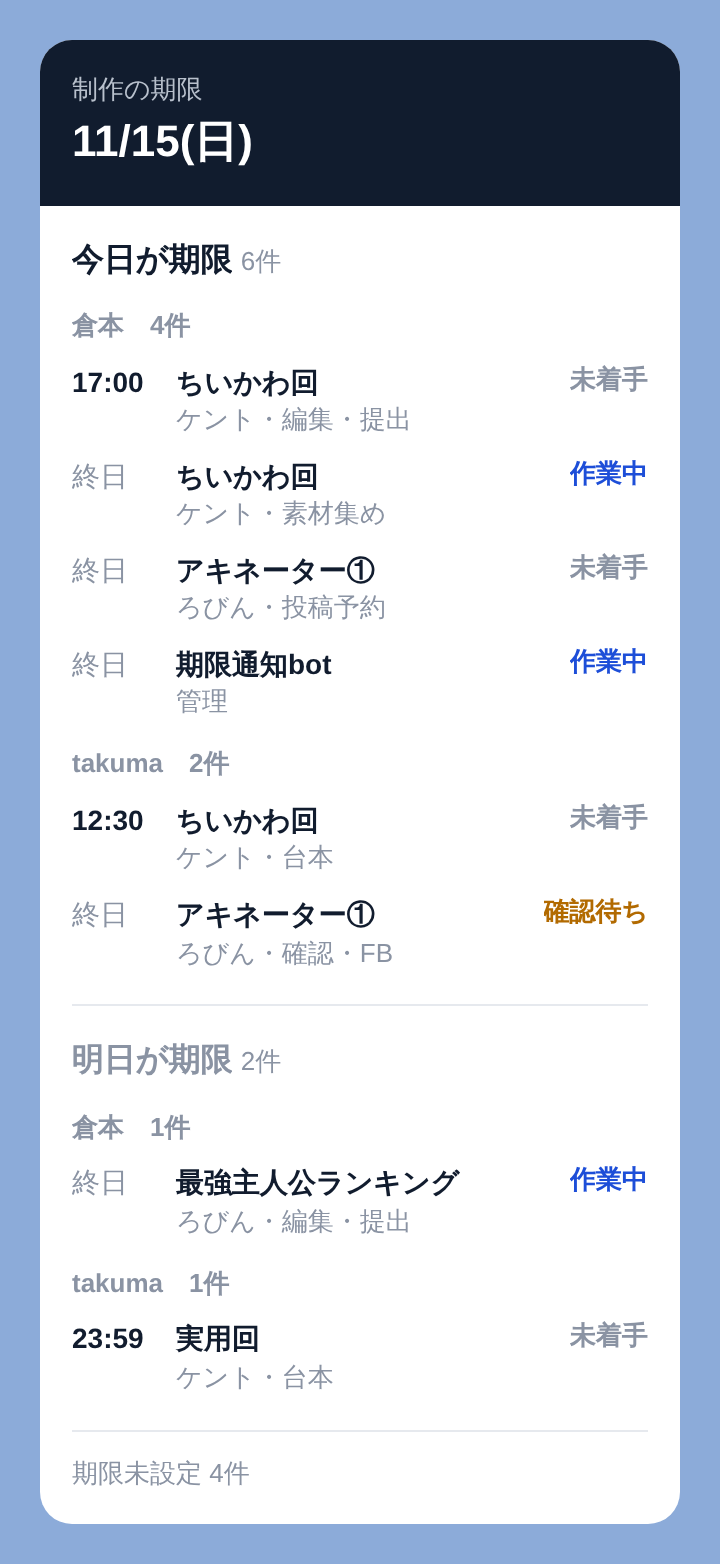 制作の期限
11/15(日)
今日が期限 6件
倉本　4件
17:00 ちいかわ回 未着手
ケント・編集・提出
終日 ちいかわ回 作業中
ケント・素材集め
終日 アキネーター① 未着手
ろびん・投稿予約
終日 期限通知bot 作業中
管理
takuma　2件
12:30 ちいかわ回 未着手
ケント・台本
終日 アキネーター① 確認待ち
ろびん・確認・FB
明日が期限 2件
倉本　1件
終日 最強主人公ランキング 作業中
ろびん・編集・提出
takuma　1件
23:59 実用回 未着手
ケント・台本
期限未設定 4件